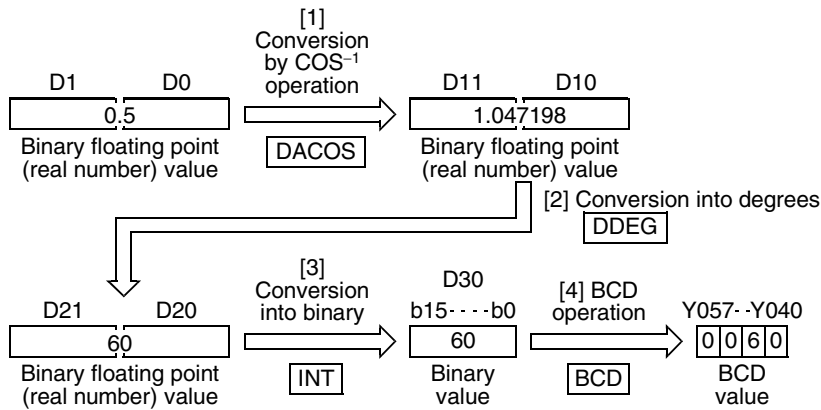 [1]
Conversion
by COS⁻¹
operation
D1 D0
0.5
Binary floating point
(real number) value
DACOS
D11 D10
1.047198
Binary floating point
(real number) value
[2] Conversion into degrees
DDEG
D21 D20
60
Binary floating point
(real number) value
[3]
Conversion
into binary
INT
D30
b15----b0
60
Binary
value
[4] BCD
operation
BCD
Y057--Y040
0 0 6 0
BCD
value